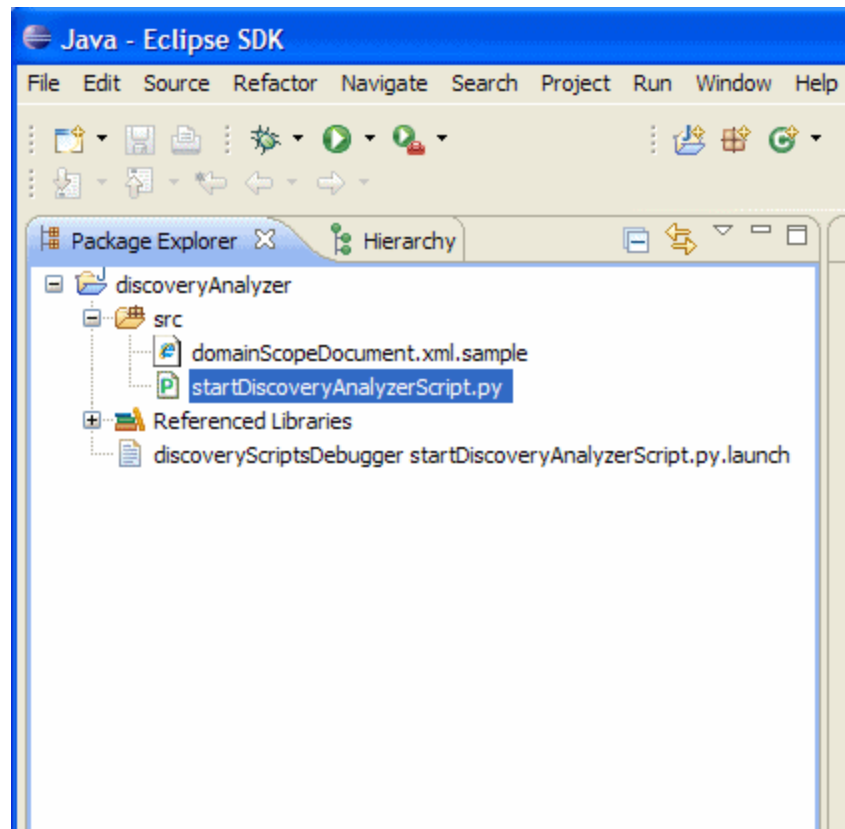 Java - Eclipse SDK
File Edit Source Refactor Navigate Search Project Run Window Help
Package Explorer Hierarchy
discoveryAnalyzer
src
domainScopeDocument.xml.sample
startDiscoveryAnalyzerScript.py
Referenced Libraries
discoveryScriptsDebugger startDiscoveryAnalyzerScript.py.launch